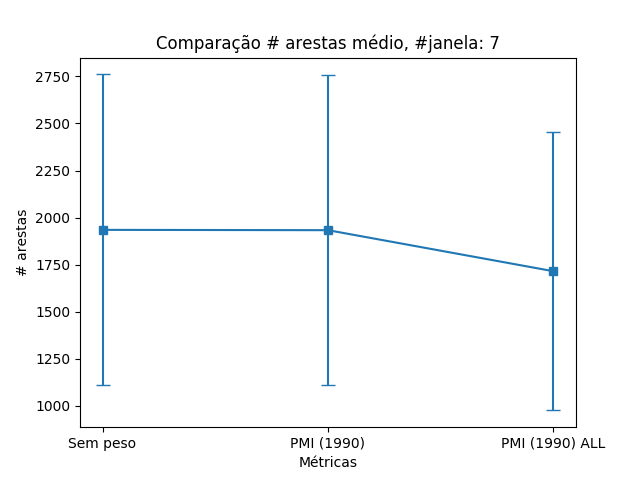 Comparação # arestas médio, #janela: 7
2750
2500
2250
2000
1750
1500
1250
1000
# arestas
Sem peso
PMI (1990)
PMI (1990) ALL
Métricas